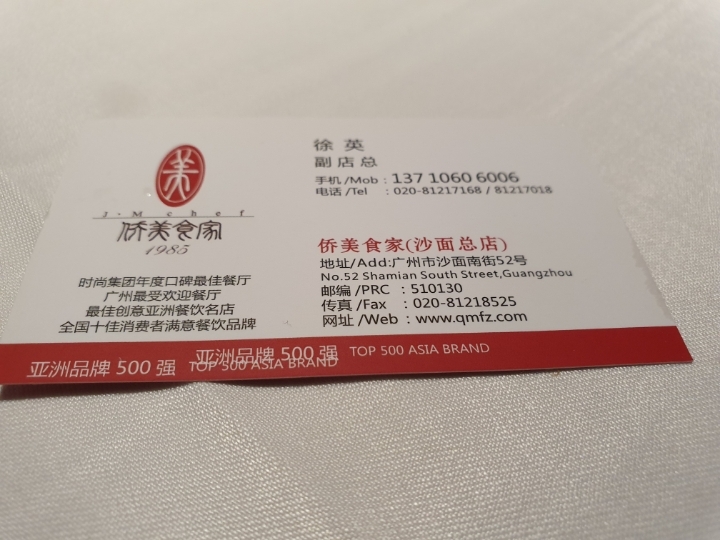 美
J·M chef
侨美食家
1985
时尚集团年度口碑最佳餐厅
广州最受欢迎餐厅
最佳创意亚洲餐饮名店
全国十佳消费者满意餐饮品牌
徐 英
副店总
手机/Mob : 137 1060 6006
电话/Tel : 020-81217168 / 81217018
侨美食家(沙面总店)
地址/Add:广州市沙面南街52号
No.52 Shamian South Street,Guangzhou
邮编/PRC : 510130
传真/Fax : 020-81218525
网址/Web : www.qmfz.com
亚洲品牌 500 强 TOP 500 ASIA BRAND
亚洲品牌 500 强 TOP 500 ASIA BRAND